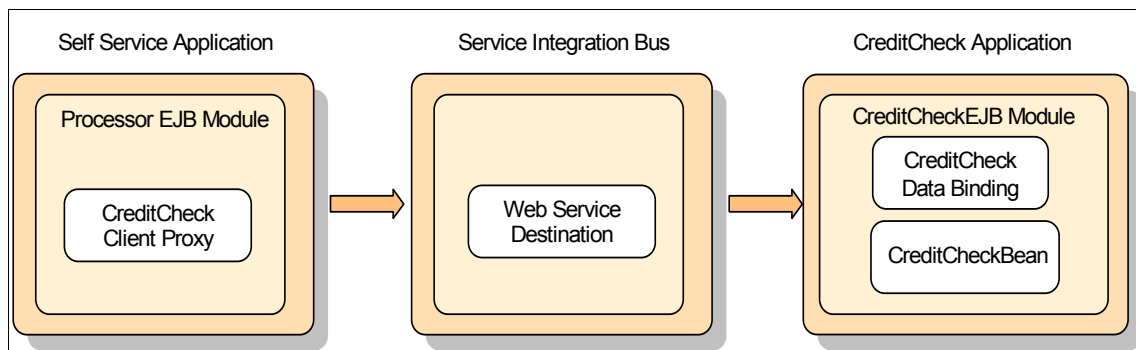 Self Service Application
Service Integration Bus
CreditCheck Application
Processor EJB Module
CreditCheck
Client Proxy
Web Service
Destination
CreditCheckEJB Module
CreditCheck
Data Binding
CreditCheckBean